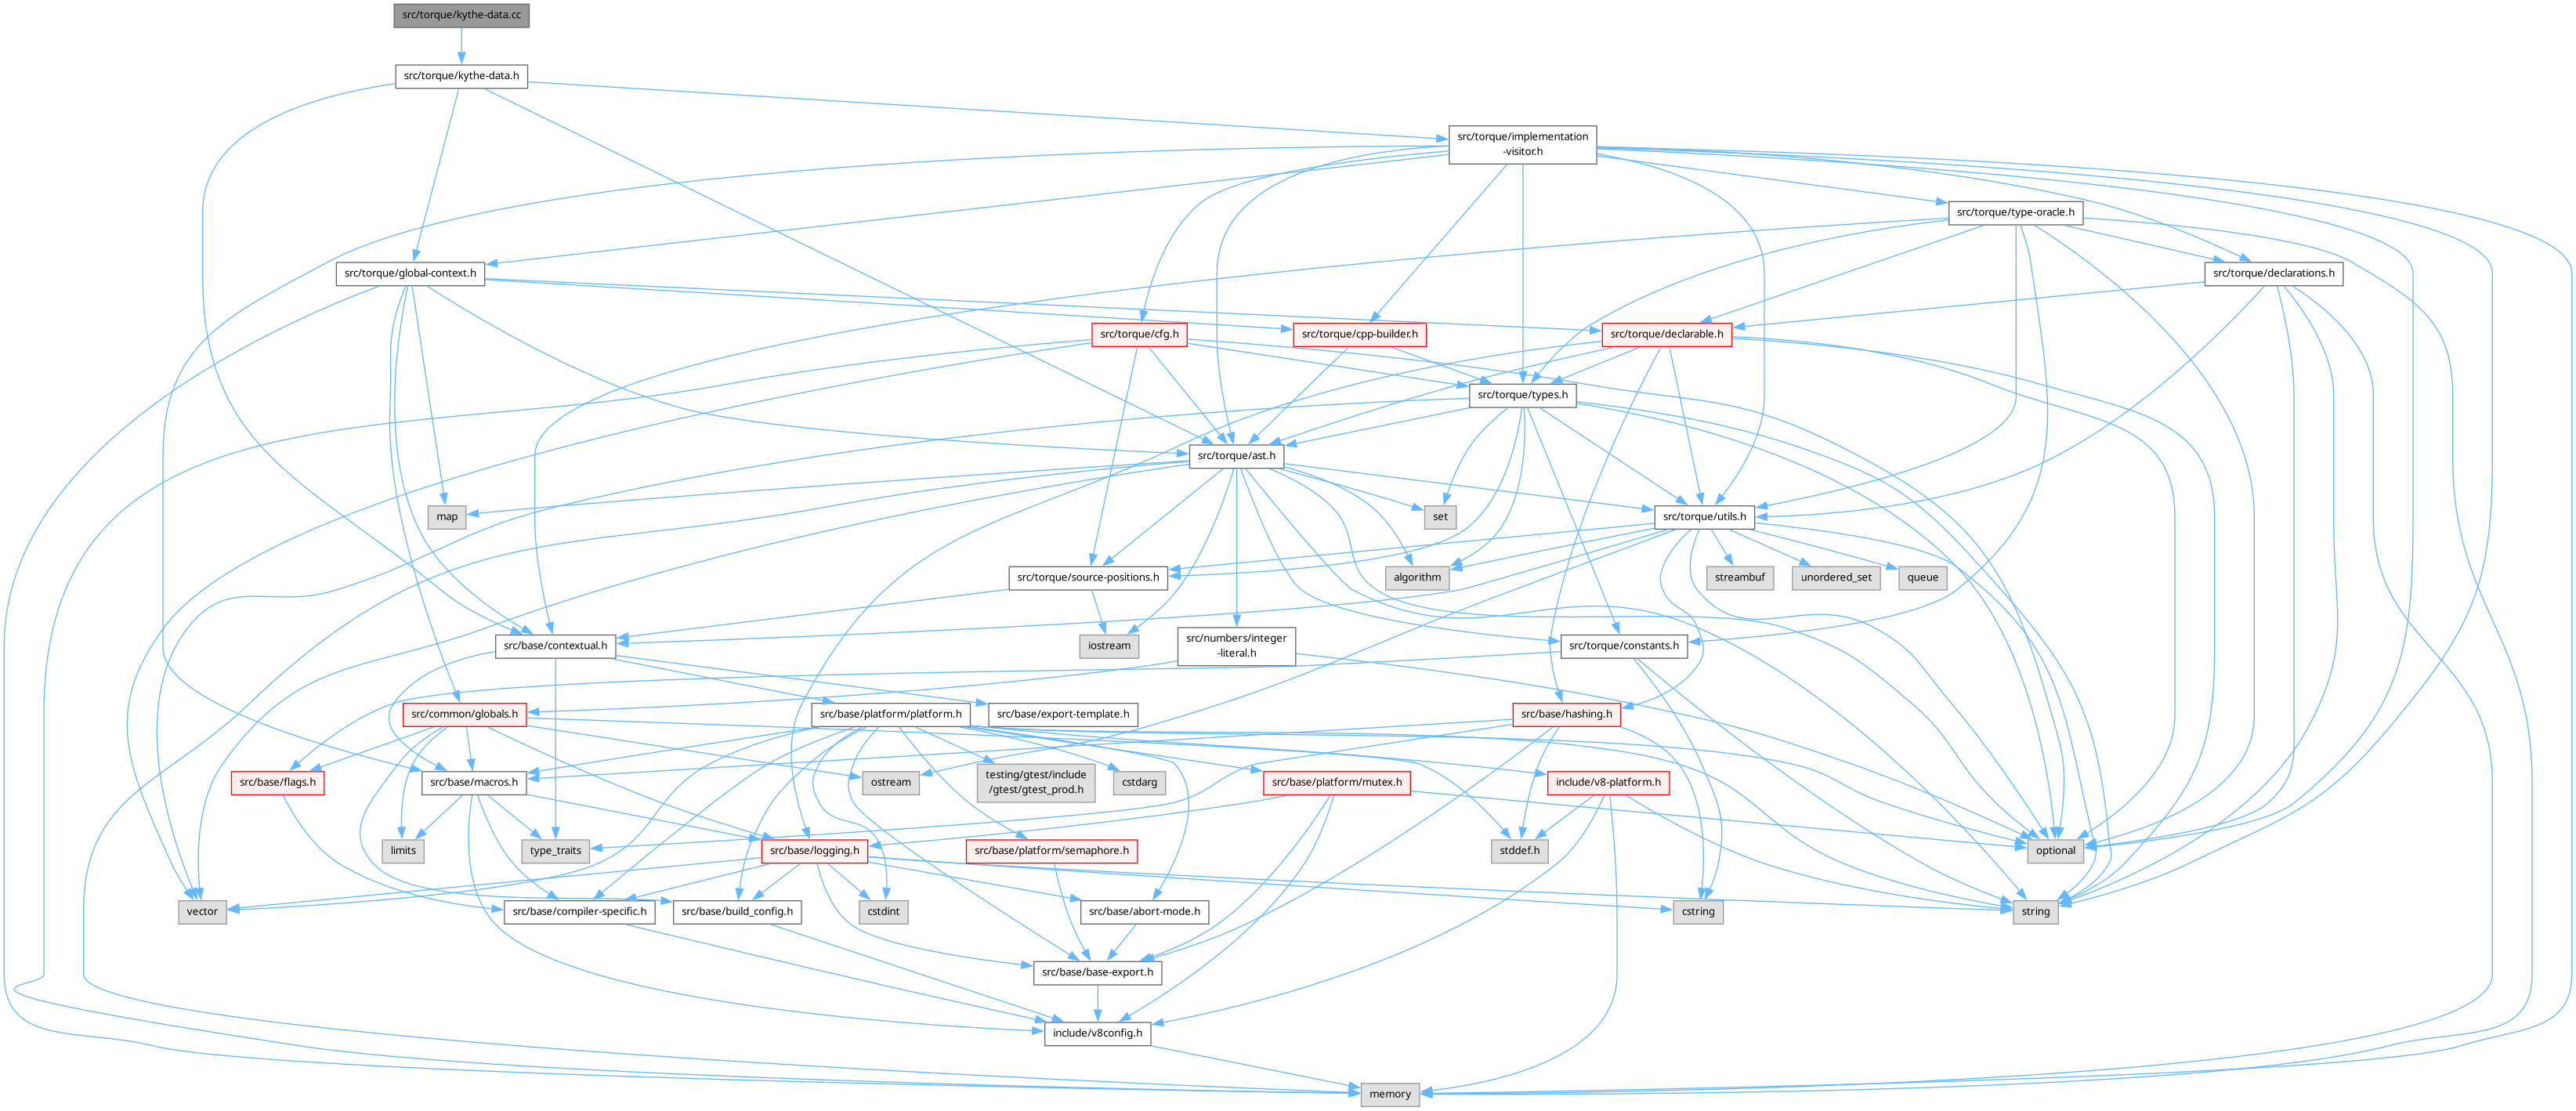 src/torque/kythe-data.cc
src/torque/kythe-data.h
src/torque/implementation
-visitor.h
src/torque/type-oracle.h
src/torque/global-context.h
src/torque/declarations.h
src/torque/cfg.h
src/torque/cpp-builder.h
src/torque/declarable.h
src/torque/types.h
src/torque/ast.h
map
set
src/torque/utils.h
src/torque/source-positions.h
algorithm
streambuf
unordered_set
queue
src/base/contextual.h
iostream
src/numbers/integer
-literal.h
src/torque/constants.h
src/common/globals.h
src/base/platform/platform.h
src/base/export-template.h
src/base/hashing.h
src/base/flags.h
src/base/macros.h
ostream
testing/gtest/include
/gtest/gtest_prod.h
cstdarg
src/base/platform/mutex.h
include/v8-platform.h
limits
type_traits
src/base/logging.h
src/base/platform/semaphore.h
stddef.h
optional
vector
src/base/compiler-specific.h
src/base/build_config.h
cstdint
src/base/abort-mode.h
cstring
string
src/base/base-export.h
include/v8config.h
memory